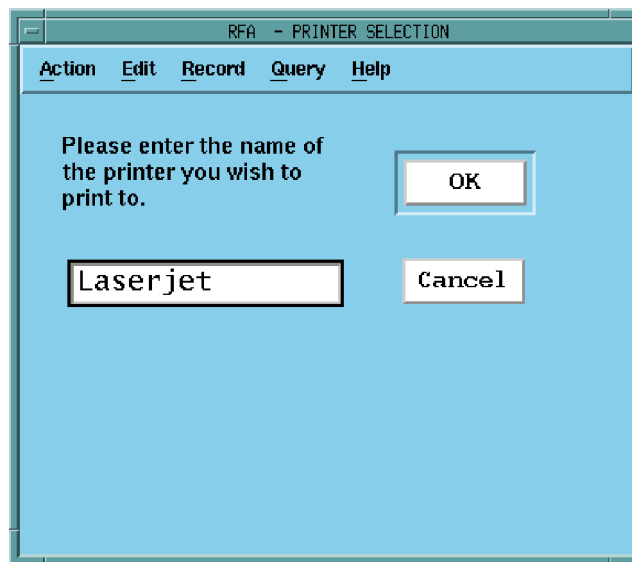 RFA - PRINTER SELECTION
Action Edit Record Query Help
Please enter the name of
the printer you wish to
print to.
OK
Laserjet
Cancel